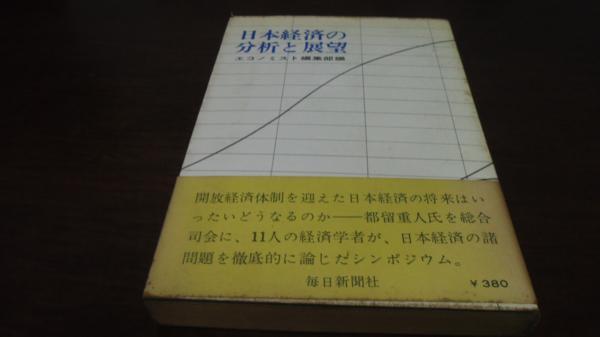 日本経済の
分析と展望
エコノミスト編集部編
開放経済体制を迎えた日本経済の将来はい
ったいどうなるのか――都留重人氏を総合
司会に、11人の経済学者が、日本経済の諸
問題を徹底的に論じたシンポジウム。
毎日新聞社
￥380